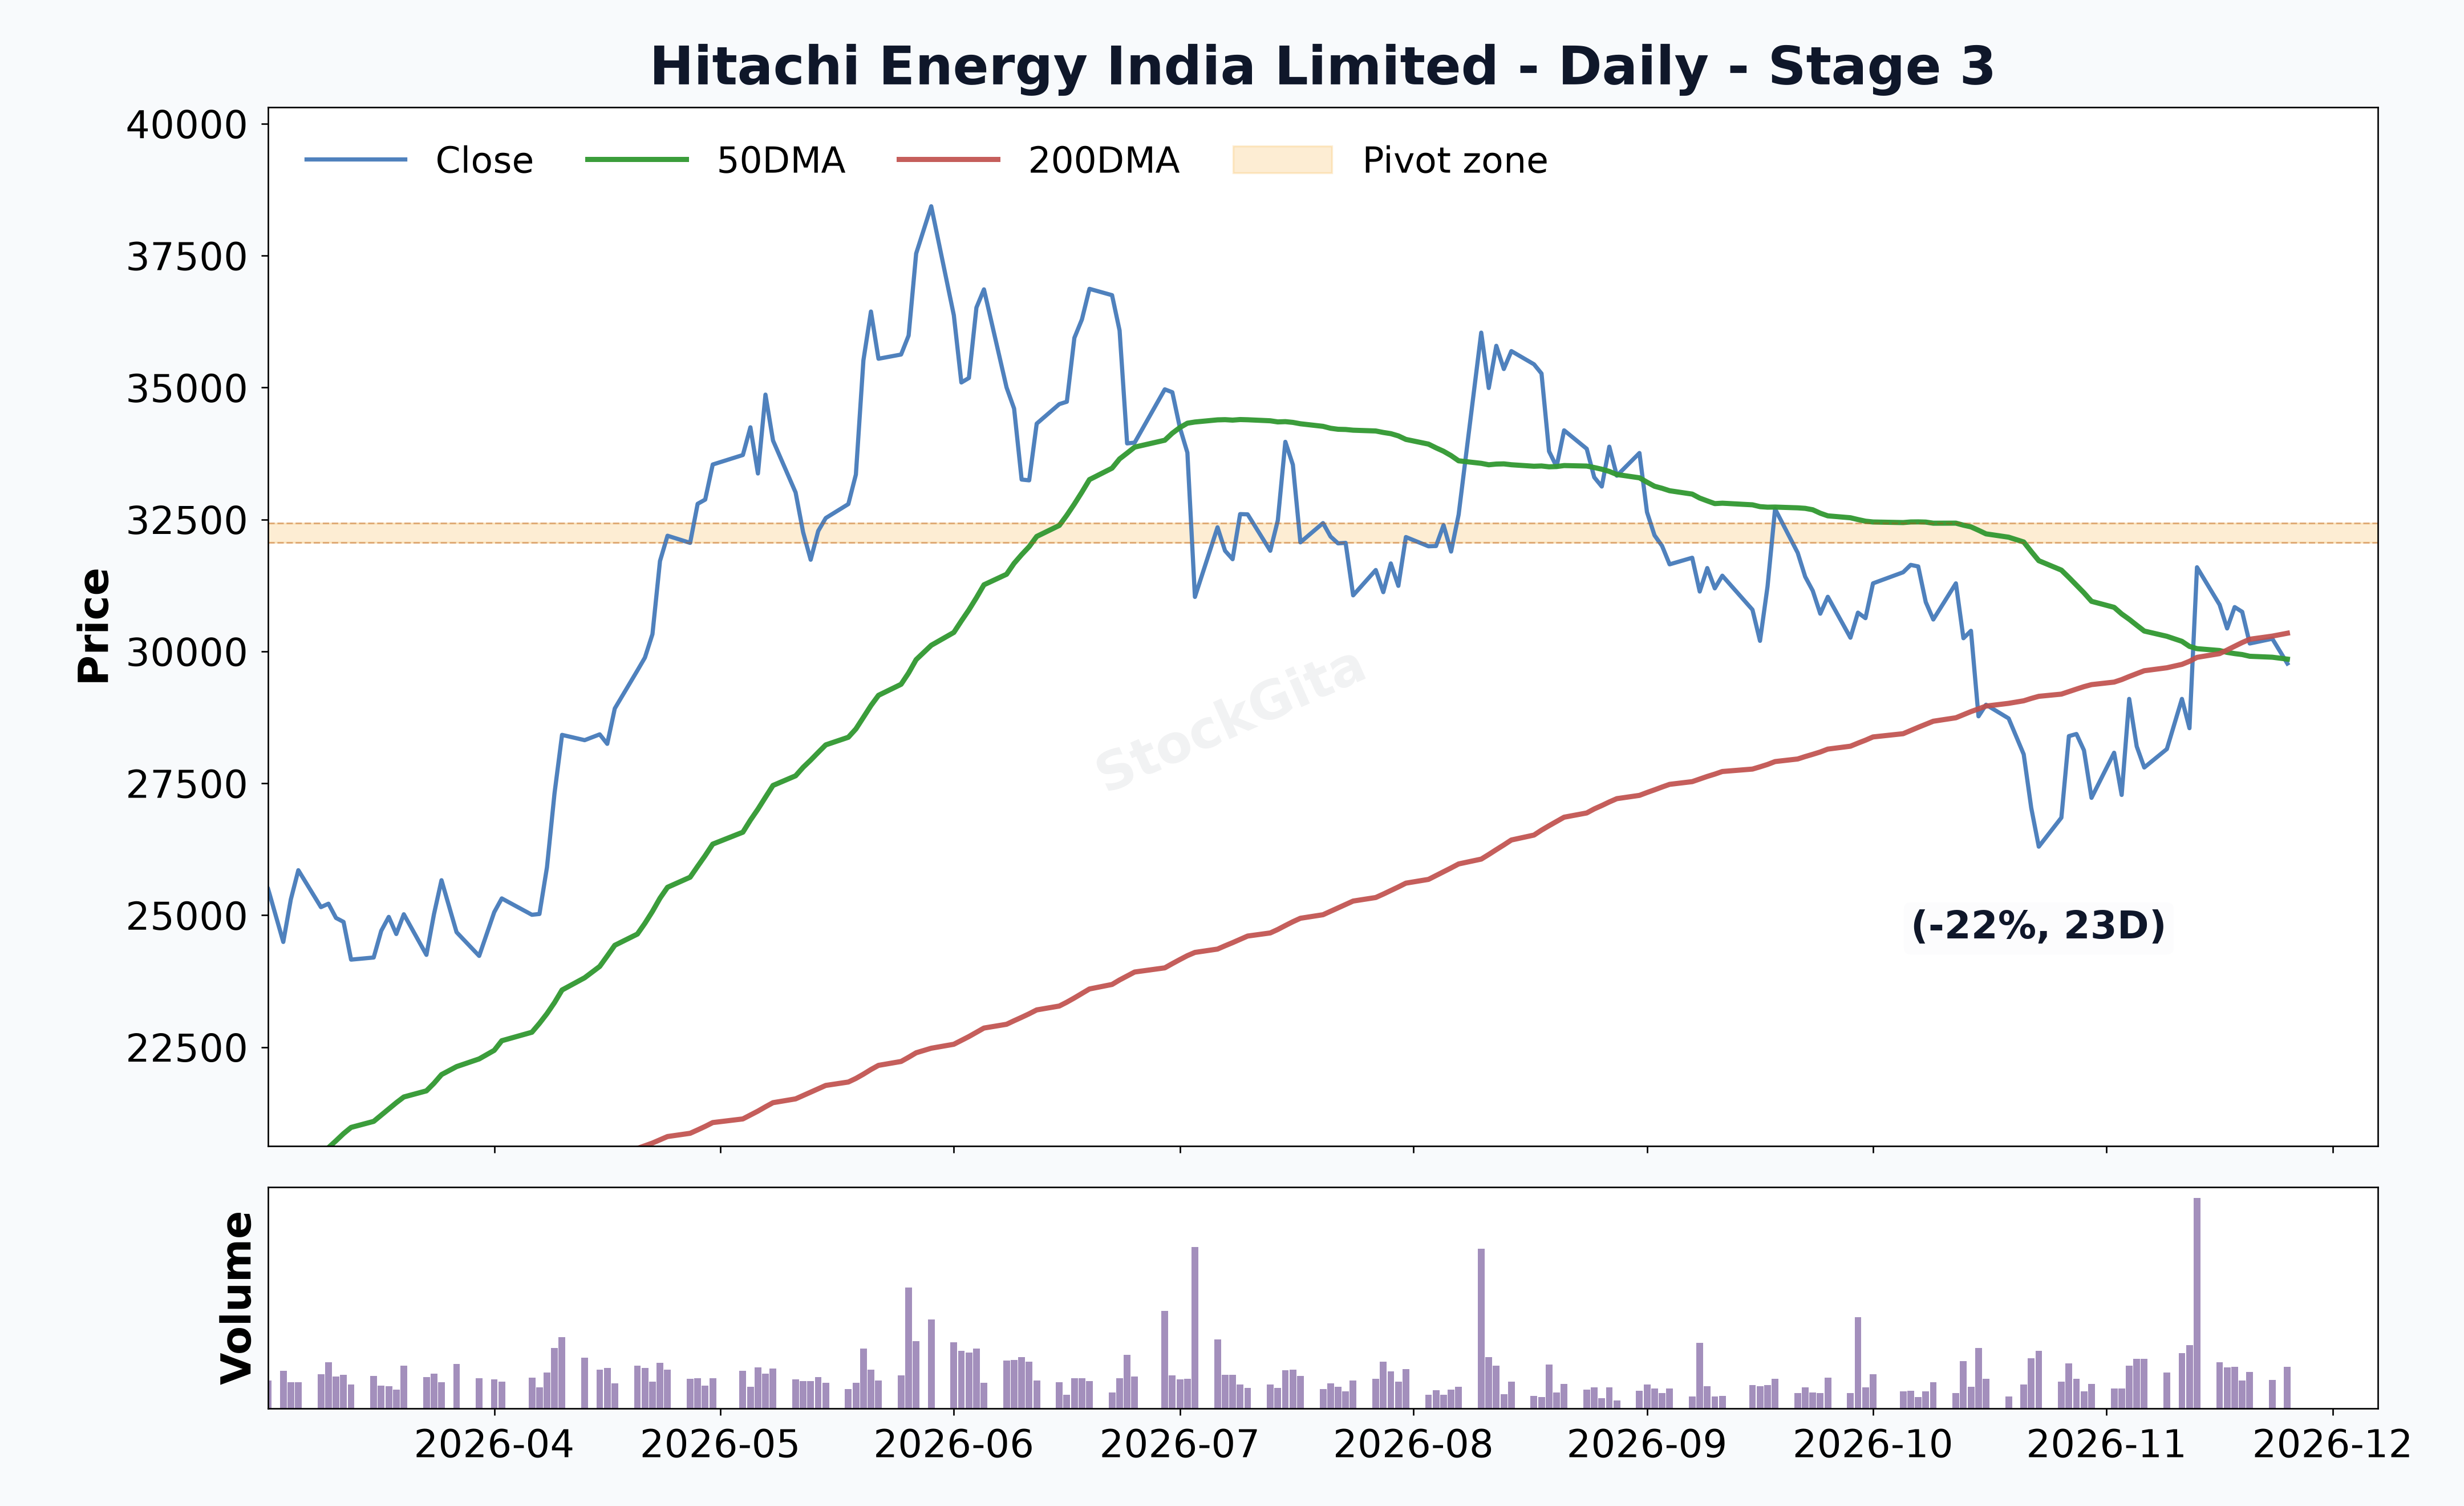 Hitachi Energy India Limited - Daily - Stage 3
Close 50DMA 200DMA Pivot zone
Price
40000
37500
35000
32500
30000
27500
25000
22500
StockGita
(-22%, 23D)
Volume
2026-04 2026-05 2026-06 2026-07 2026-08 2026-09 2026-10 2026-11 2026-12